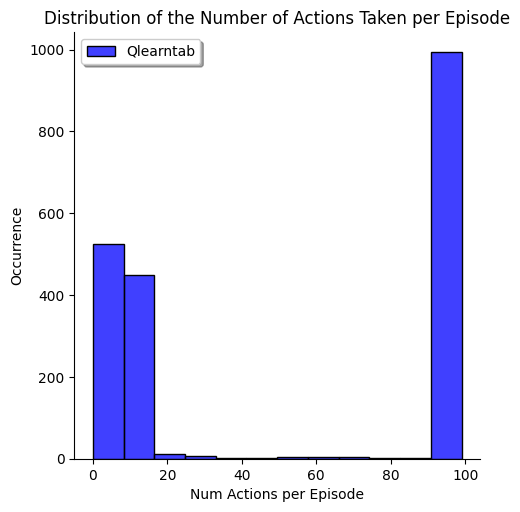 Distribution of the Number of Actions Taken per Episode
Qlearntab
1000
800
600
400
200
0
Occurrence
0 20 40 60 80 100
Num Actions per Episode